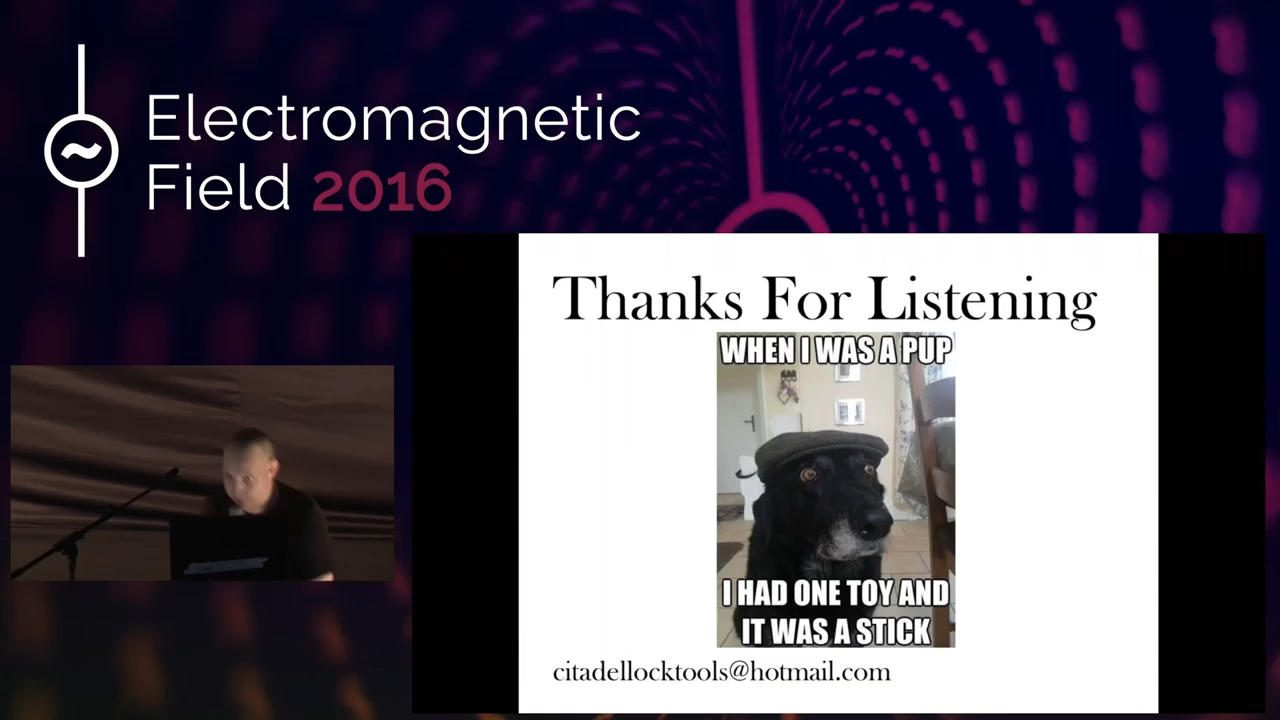 Electromagnetic
Field 2016
Thanks For Listening
WHEN I WAS A PUP
I HAD ONE TOY AND
IT WAS A STICK
citadellocktools@hotmail.com